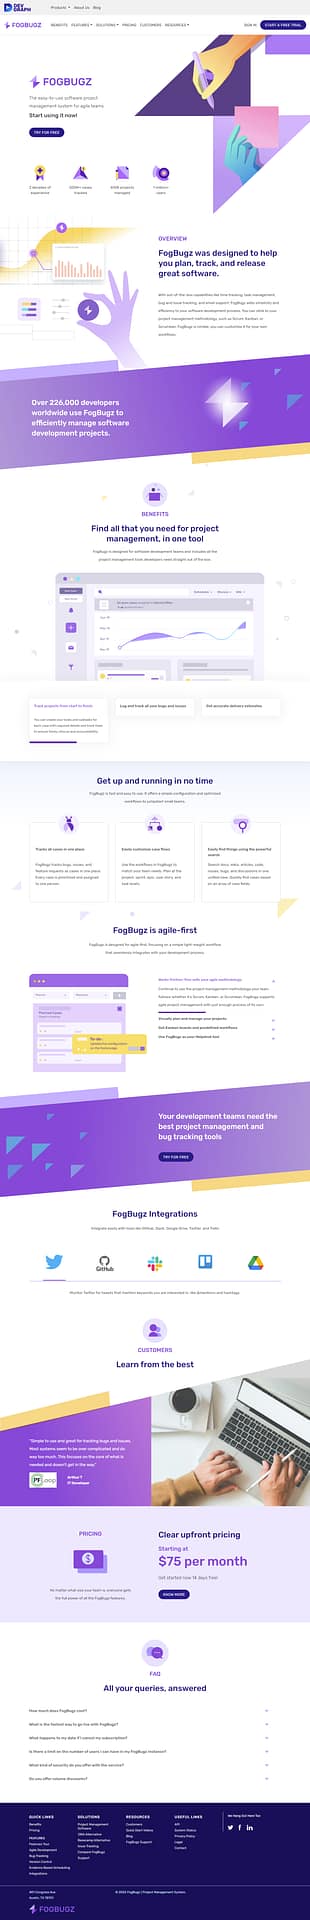 DEV GRAPH
Products About Us Blog
FOGBUGZ
BENEFITS FEATURES SOLUTIONS PRICING CUSTOMERS RESOURCES SIGN IN START A FREE TRIAL
FOGBUGZ
The easy-to-use software project
management system for agile teams
Start using it now!
TRY FOR FREE
2 decades of
experience
OVERVIEW
FogBugz was designed to help
you plan, track, and release
great software.
With out-of-the-box capabilities like time tracking, task management,
bug and issue tracking, and email support, FogBugz adds simplicity and
efficiency to your software development process. You can stick to your
project management methodology, such as Scrum, Kanban, or
Scrumban. FogBugz is nimble; you can customize it for your own
workflows.
Over 226,000 developers
worldwide use FogBugz to
efficiently manage software
development projects.
BENEFITS
Find all that you need for project
management, in one tool
FogBugz is designed for software development teams and includes all the
project management tools developers need straight out of the box.
Track projects from start to finish
Log and track all your bugs and issues
Get accurate delivery estimates
You can create your tasks and subtasks for
each case with required details and track them
to ensure timely closure and accountability.
Get up and running in no time
FogBugz is fast and easy to use. It offers a simple configuration and optimized
workflows to jumpstart small teams.
Tracks all cases in one place
FogBugz tracks bugs, issues, and
feature requests as cases in one place.
Every case is prioritized and assigned
to one person.
Easily customize case flows
Use the workflows in FogBugz to
match your team needs. Plan at the
project, sprint, epic, user story, and
task levels.
Easily find things using the powerful
search
Search docs, wikis, articles, code,
issues, bugs, and discussions in one
unified view. Quickly find cases based
on an array of case fields.
FogBugz is agile-first
FogBugz is designed for agile-first, focusing on a simple light-weight workflow
that seamlessly integrates with your development process.
Continue to use the project management methodology your team
follows whether it's Scrum, Kanban, or Scrumban. FogBugz supports
agile project management with just enough process of its own.
Visually plan and manage your projects
Get Kanban boards and predefined workflows
Use FogBugz as your Helpdesk tool
Your development teams need the
best project management and
bug tracking tools
TRY FOR FREE
FogBugz Integrations
Integrate easily with tools like GitHub, Slack, Google Drive, Twitter, and Trello.
GitHub
Monitor Twitter for tweets that mention keywords you are interested in, like @mentions and hashtags.
CUSTOMERS
Learn from the best
"Simple to use and great for tracking bugs and issues.
Most systems seem to be over complicated and do
way too much. This focuses on the core of what is
needed and doesn't get in the way."
PF Loop
Arthur T
IT Developer
PRICING
No matter what size your team is, everyone gets
the full power of all the FogBugz features.
Clear upfront pricing
Starting at
$75 per month
Get started now 14 days free!
KNOW MORE
FAQ
All your queries, answered
How much does FogBugz cost?
What is the fastest way to go live with FogBugz?
What happens to my data if I cancel my subscription?
Is there a limit on the number of users I can have in my FogBugz instance?
What kind of security do you offer with the service?
Do you offer volume discounts?
QUICK LINKS
Benefits
Pricing
FEATURES
Features Tour
Agile Development
Bug Tracking
Version Control
Evidence-Based Scheduling
Integrations
SOLUTIONS
Project Management
Software
JIRA Alternative
Basecamp Alternative
Issue Tracking
Compare FogBugz
Support
RESOURCES
Customers
Quick Start Videos
Blog
FogBugz Support
USEFUL LINKS
API
System Status
Privacy Policy
Legal
Contact
We Hang Out Here Too
401 Congress Ave
Austin, TX 78701
© 2022 FogBugz | Project Management System.
FOGBUGZ